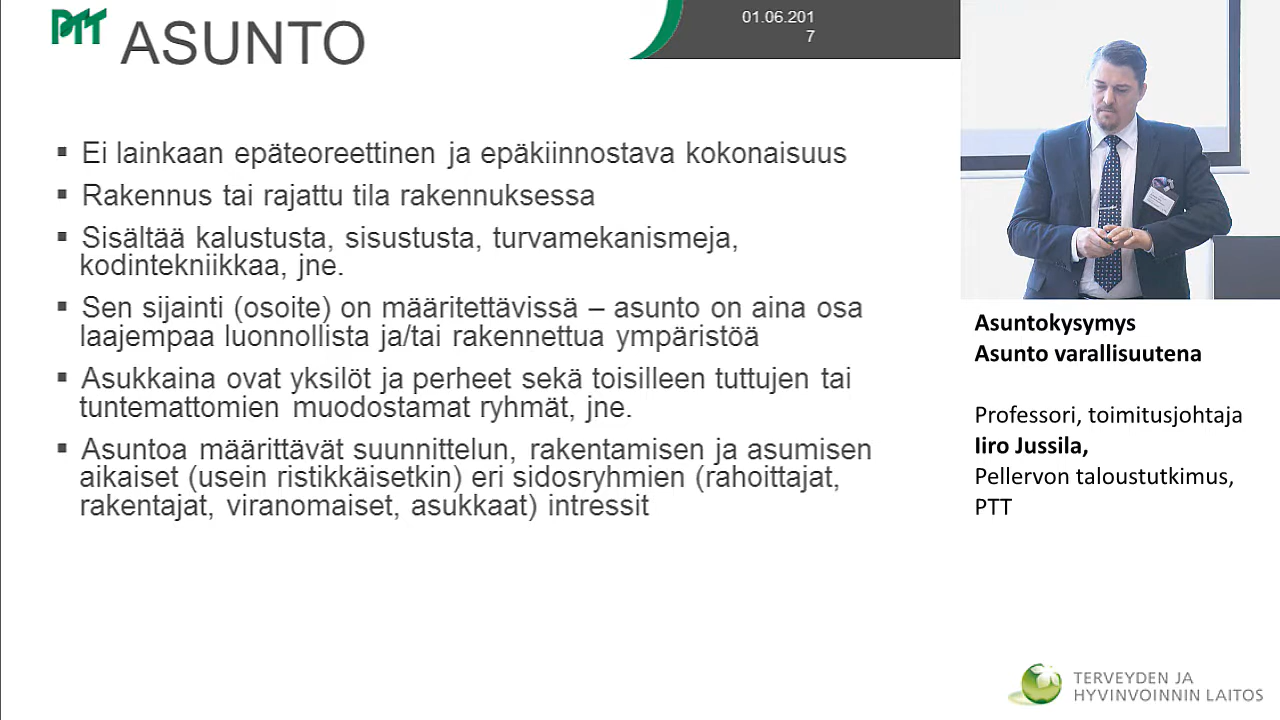 PTT
ASUNTO
01.06.201
7
▪ Ei lainkaan epäteoreettinen ja epäkiinnostava kokonaisuus
▪ Rakennus tai rajattu tila rakennuksessa
▪ Sisältää kalustusta, sisustusta, turvamekanismeja,
kodintekniikkaa, jne.
▪ Sen sijainti (osoite) on määritettävissä – asunto on aina osa
laajempaa luonnollista ja/tai rakennettua ympäristöä
▪ Asukkaina ovat yksilöt ja perheet sekä toisilleen tuttujen tai
tuntemattomien muodostamat ryhmät, jne.
▪ Asuntoa määrittävät suunnittelun, rakentamisen ja asumisen
aikaiset (usein ristikkäisetkin) eri sidosryhmien (rahoittajat,
rakentajat, viranomaiset, asukkaat) intressit
Asuntokysymys
Asunto varallisuutena
Professori, toimitusjohtaja
Iiro Jussila,
Pellervon taloustutkimus,
PTT
TERVEYDEN JA
HYVINVOINNIN LAITOS